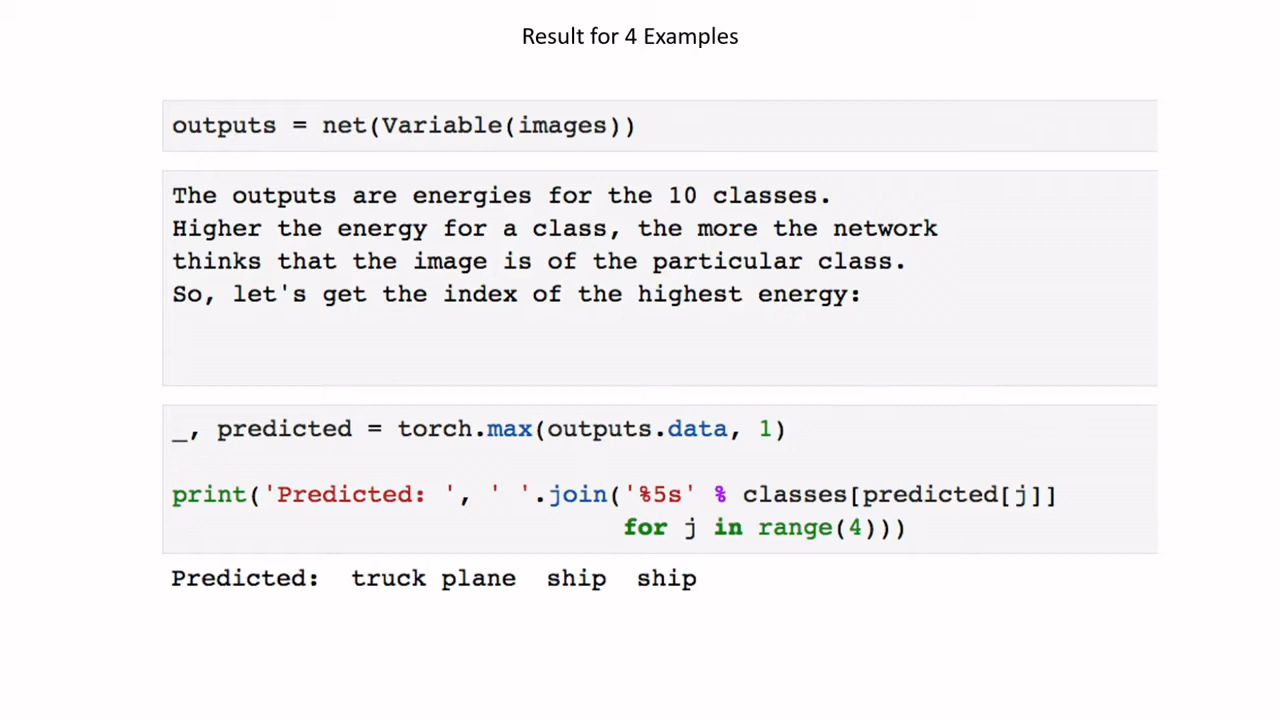 Result for 4 Examples
outputs = net(Variable(images))
The outputs are energies for the 10 classes.
Higher the energy for a class, the more the network
thinks that the image is of the particular class.
So, let's get the index of the highest energy:
_, predicted = torch.max(outputs.data, 1)
print('Predicted: ', ' '.join('%5s' % classes[predicted[j]]
for j in range(4)))
Predicted:  truck plane  ship  ship